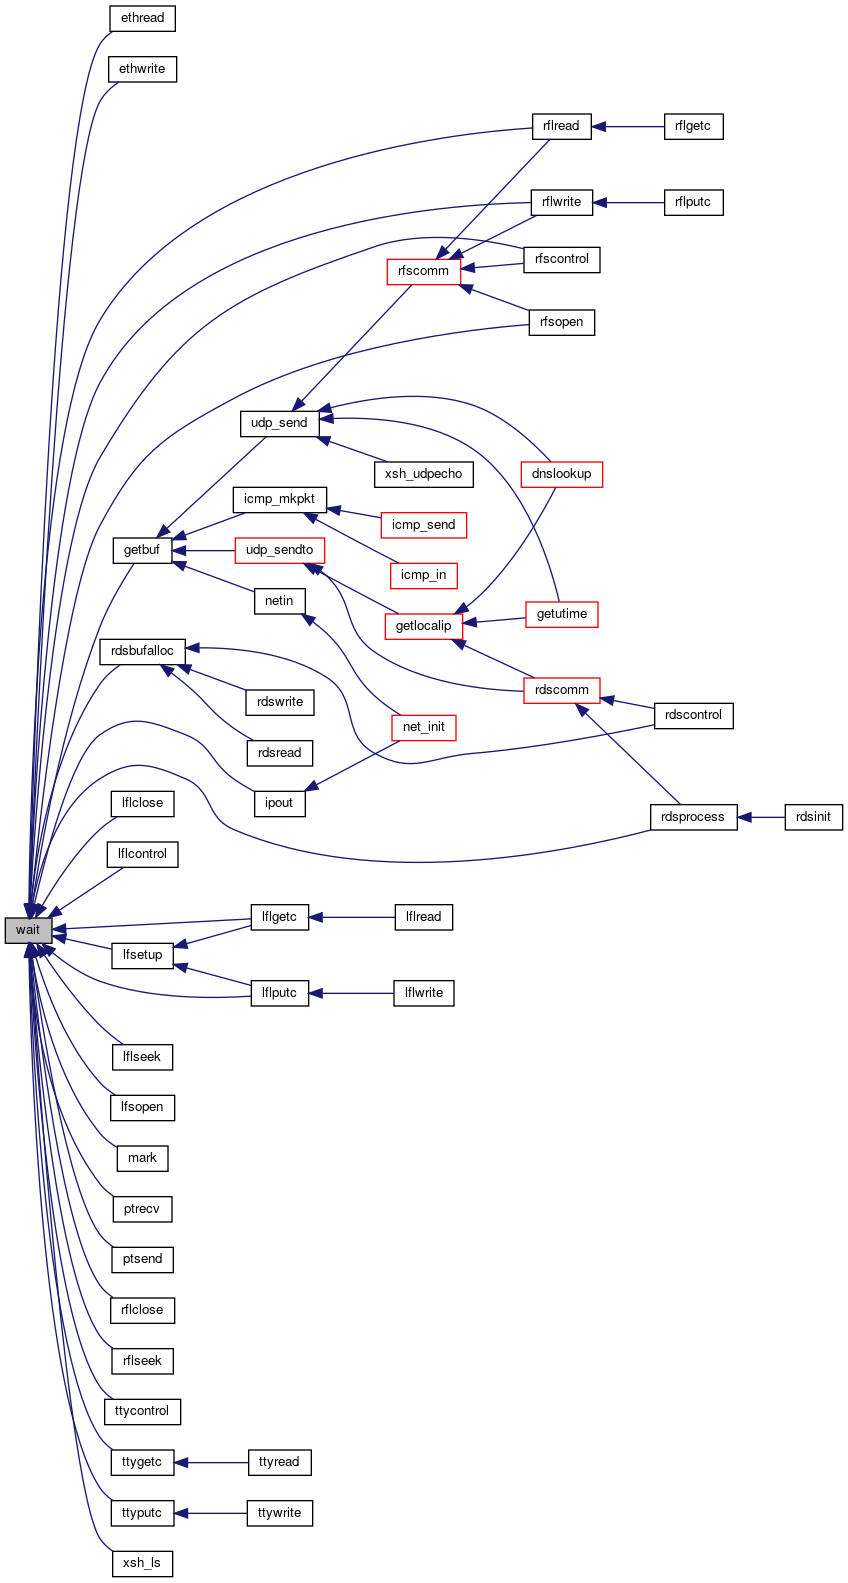 ethread
ethwrite
rflread
rflgetc
rflwrite
rflputc
rfscontrol
rfscomm
rfsopen
udp_send
xsh_udpecho
dnslookup
icmp_mkpkt
icmp_send
getbuf
udp_sendto
icmp_in
netin
getlocalip
getutime
rdsbufalloc
rdswrite
rdscomm
rdscontrol
rdsread
net_init
lflclose
ipout
rdsprocess
rdsinit
lflcontrol
wait
lflgetc
lflread
lfsetup
lflputc
lflwrite
lflseek
lfsopen
mark
ptrecv
ptsend
rflclose
rflseek
ttycontrol
ttygetc
ttyread
ttyputc
ttywrite
xsh_ls